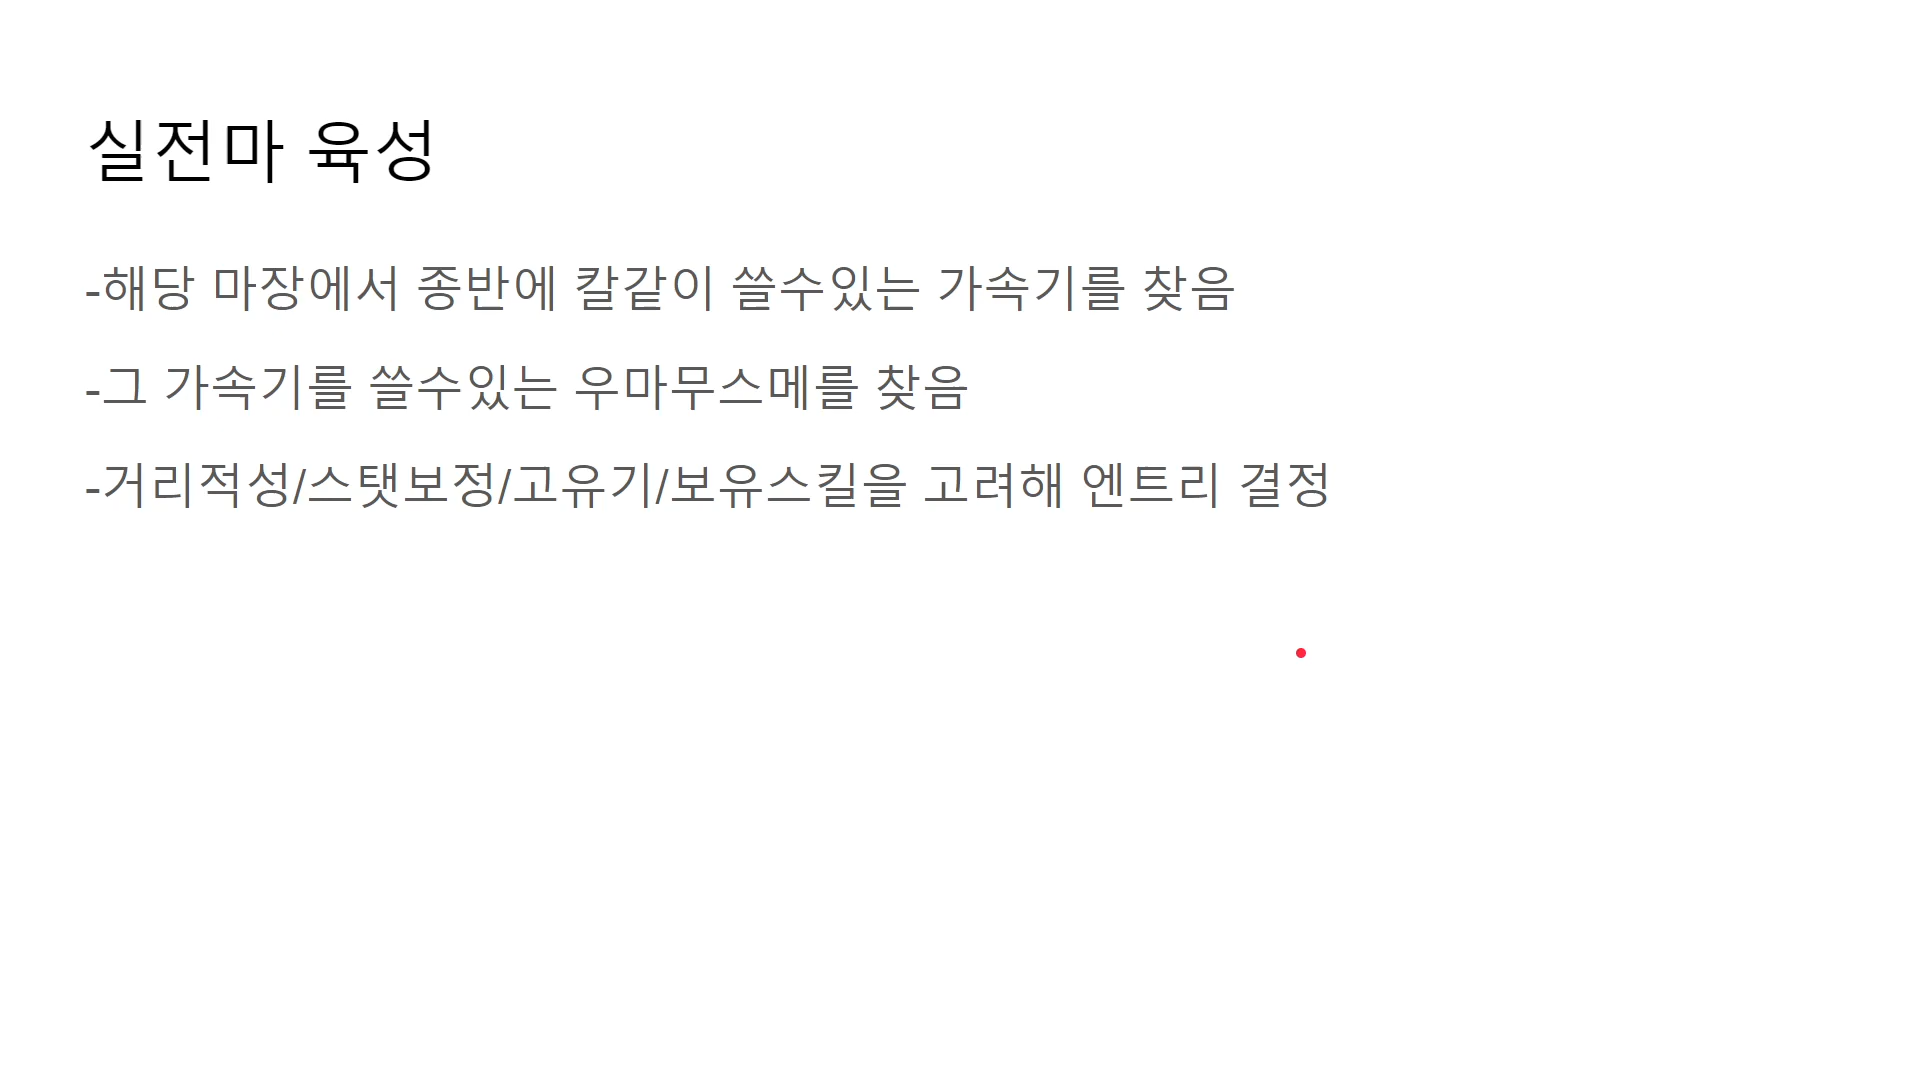 실전마 육성
-해당 마장에서 종반에 칼같이 쓸수있는 가속기를 찾음
-그 가속기를 쓸수있는 우마무스메를 찾음
-거리적성/스탯보정/고유기/보유스킬을 고려해 엔트리 결정